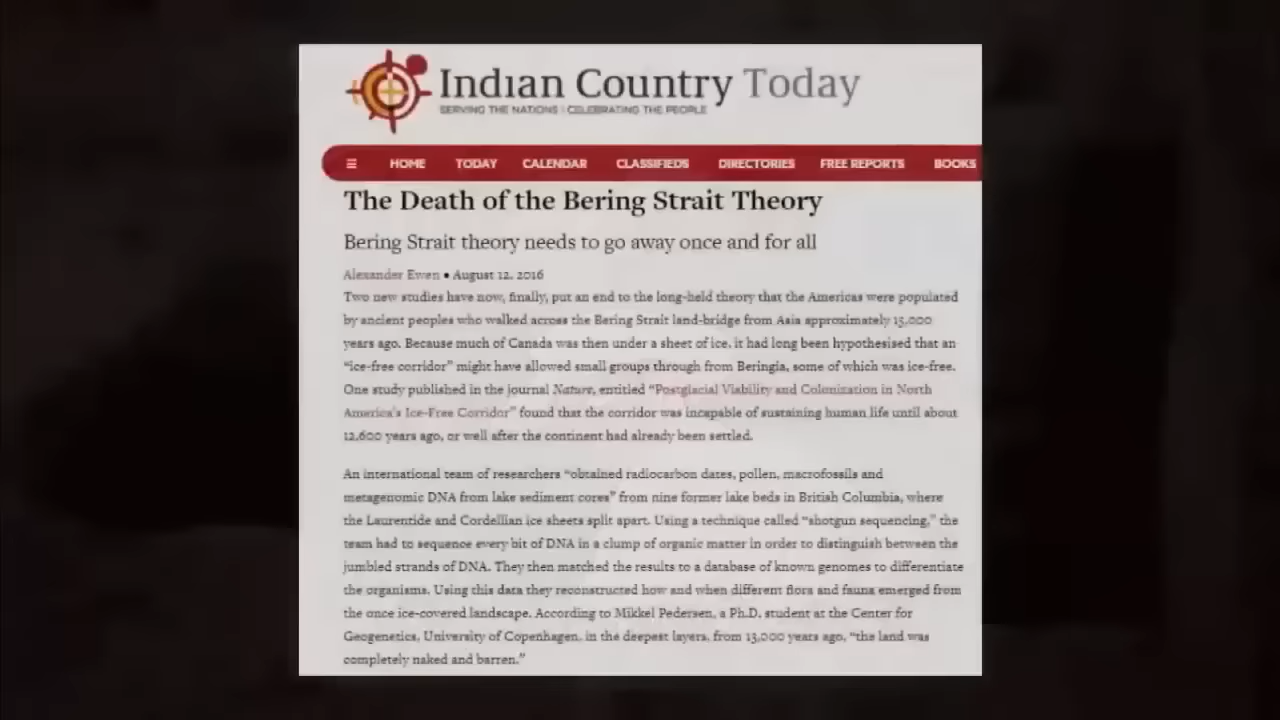 Indian Country Today
SERVING THE NATIONS | CELEBRATING THE PEOPLE
≡ HOME TODAY CALENDAR CLASSIFIEDS DIRECTORIES FREE REPORTS BOOKS
The Death of the Bering Strait Theory
Bering Strait theory needs to go away once and for all
Alexander Ewen • August 12, 2016
Two new studies have now, finally, put an end to the long-held theory that the Americas were populated
by ancient peoples who walked across the Bering Strait land-bridge from Asia approximately 15,000
years ago. Because much of Canada was then under a sheet of ice, it had long been hypothesised that an
“ice-free corridor” might have allowed small groups through from Beringia, some of which was ice-free.
One study published in the journal Nature, entitled “Postglacial Viability and Colonization in North
America’s Ice-Free Corridor” found that the corridor was incapable of sustaining human life until about
12,600 years ago, or well after the continent had already been settled.
An international team of researchers “obtained radiocarbon dates, pollen, macrofossils and
metagenomic DNA from lake sediment cores” from nine former lake beds in British Columbia, where
the Laurentide and Cordellian ice sheets split apart. Using a technique called “shotgun sequencing,” the
team had to sequence every bit of DNA in a clump of organic matter in order to distinguish between the
jumbled strands of DNA. They then matched the results to a database of known genomes to differentiate
the organisms. Using this data they reconstructed how and when different flora and fauna emerged from
the once ice-covered landscape. According to Mikkel Pedersen, a Ph.D. student at the Center for
Geogenetics, University of Copenhagen, in the deepest layers, from 13,000 years ago, “the land was
completely naked and barren.”